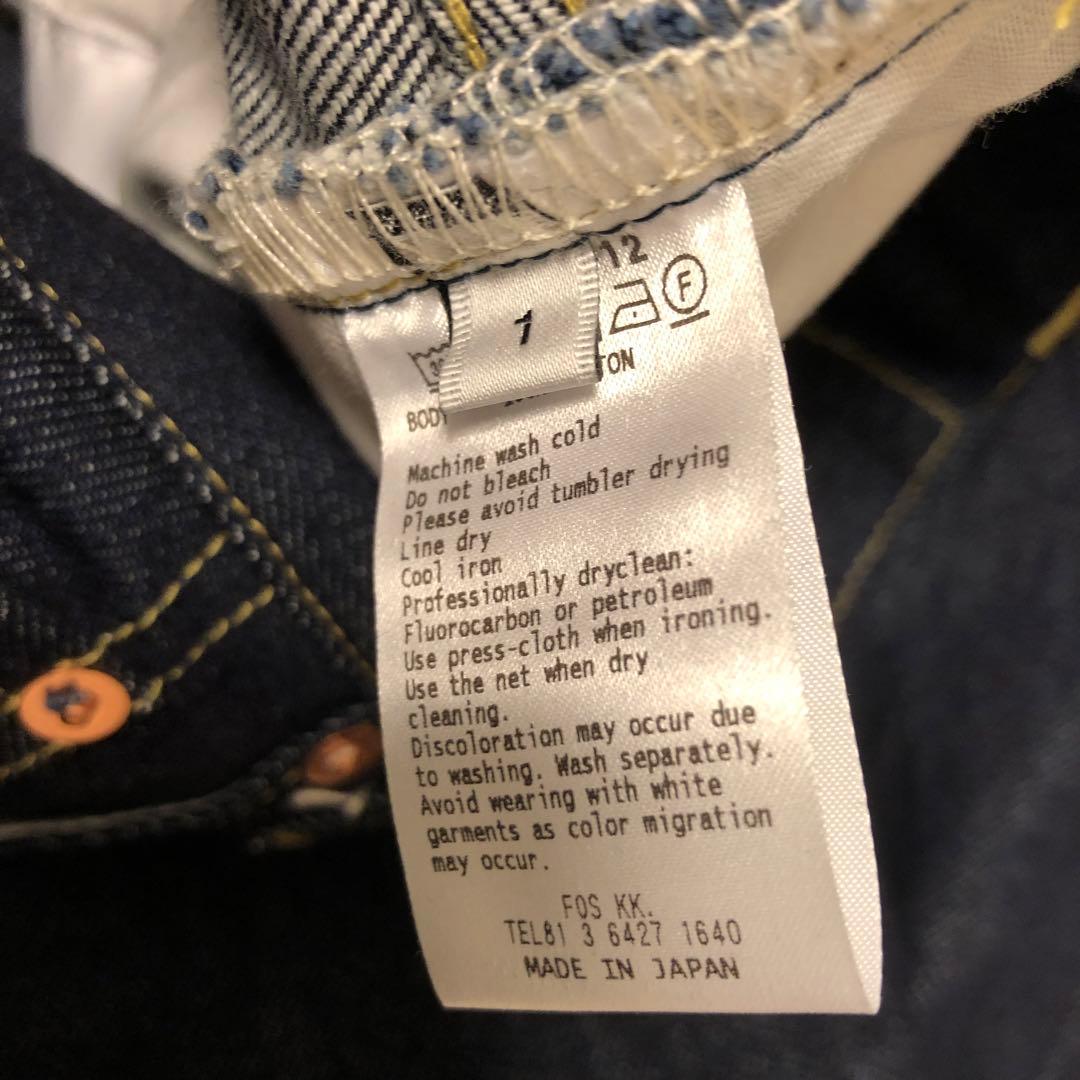 12
F
1
BODY
Machine wash cold
Do not bleach
Please avoid tumbler drying
Line dry
Cool iron
Professionally dryclean:
Fluorocarbon or petroleum
Use press-cloth when ironing.
Use the net when dry
cleaning.
Discoloration may occur due
to washing. Wash separately.
Avoid wearing with white
garments as color migration
may occur.
FOS KK.
TEL81 3 6427 1640
MADE IN JAPAN